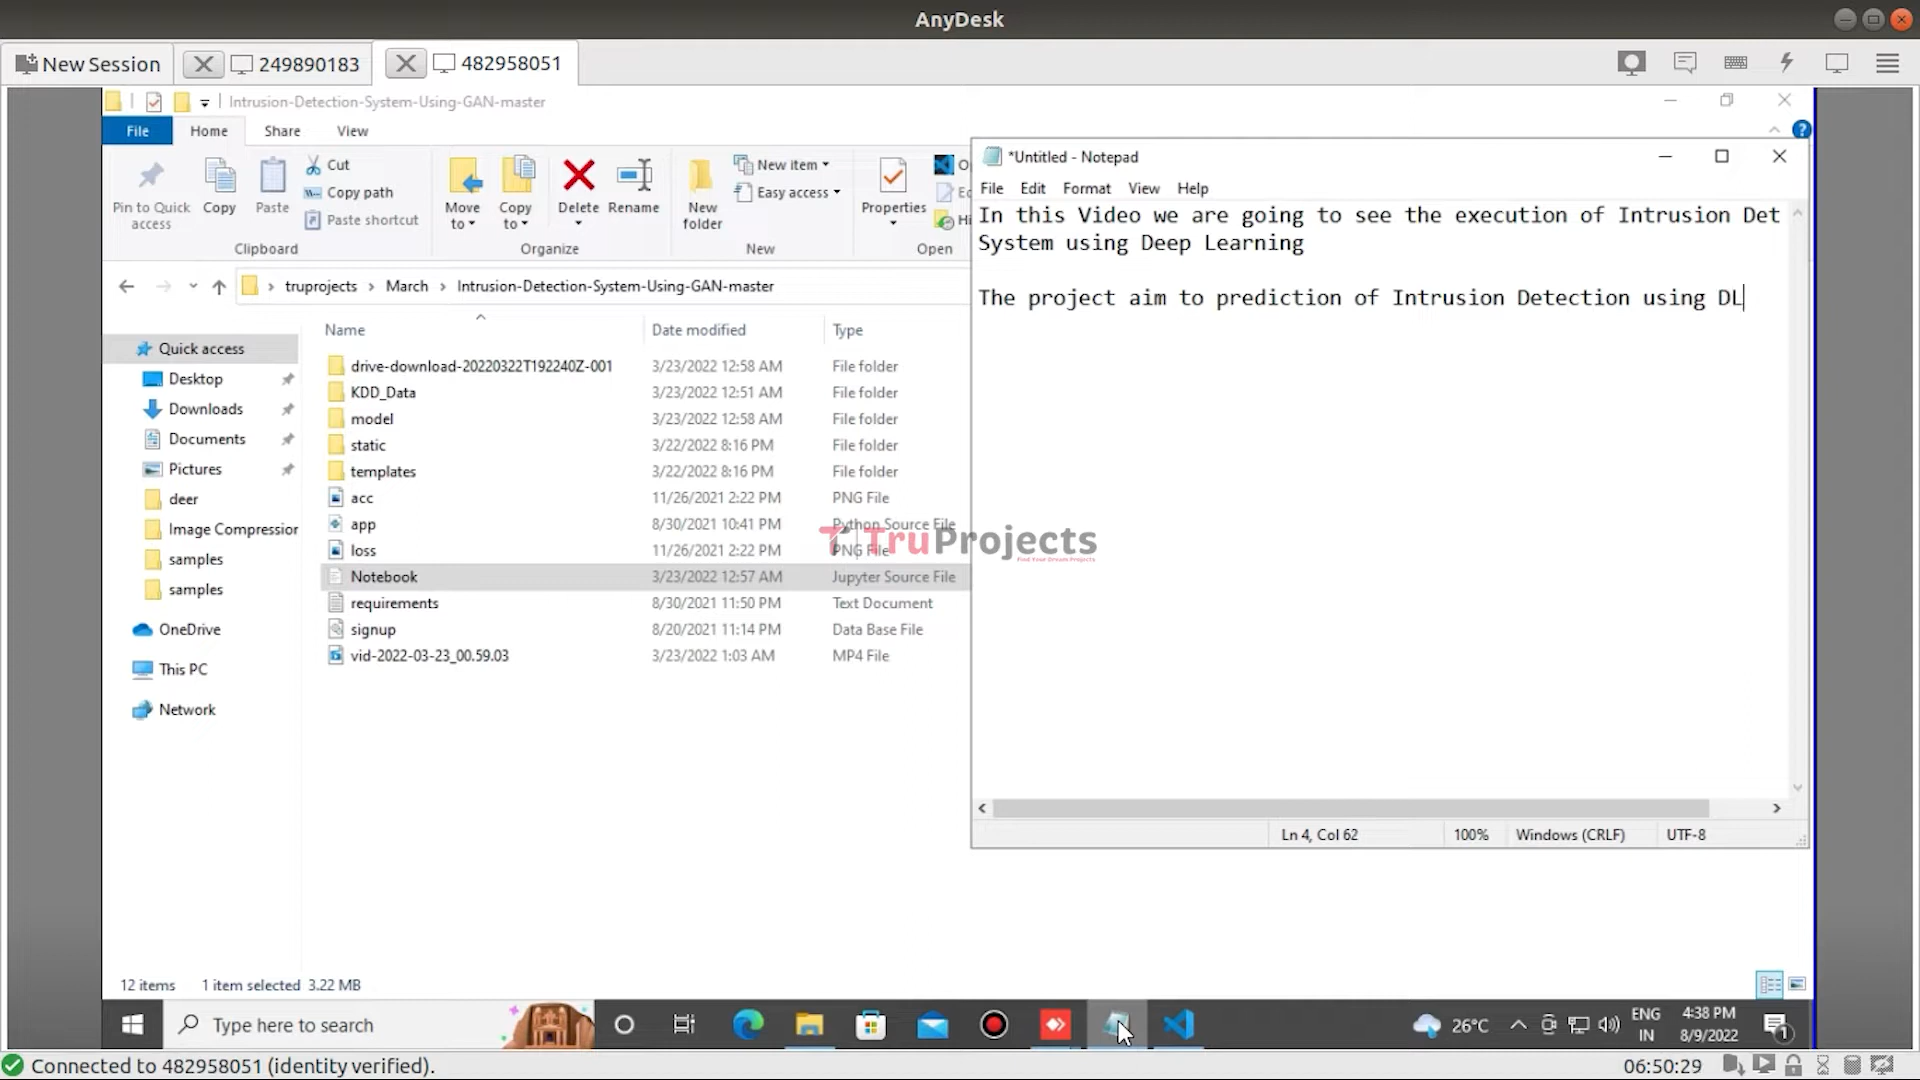 AnyDesk
New Session
249890183
482958051
Intrusion-Detection-System-Using-GAN-master
File Home Share View
Pin to Quick access
Copy
Paste
Cut
Copy path
Paste shortcut
Clipboard
Move to
Copy to
Delete
Rename
Organize
New folder
New item
Easy access
New
Properties
Open
truprojects > March > Intrusion-Detection-System-Using-GAN-master
Name Date modified Type
Quick access
Desktop
Downloads
Documents
Pictures
deer
Image Compression
samples
samples
OneDrive
This PC
Network
drive-download-20220322T192240Z-001 3/23/2022 12:58 AM File folder
KDD_Data 3/23/2022 12:51 AM File folder
model 3/23/2022 12:58 AM File folder
static 3/22/2022 8:16 PM File folder
templates 3/22/2022 8:16 PM File folder
acc 11/26/2021 2:22 PM PNG File
app 8/30/2021 10:41 PM Python Source File
loss 11/26/2021 2:22 PM PNG File
Notebook 3/23/2022 12:57 AM Jupyter Source File
requirements 8/30/2021 11:50 PM Text Document
signup 8/20/2021 11:14 PM Data Base File
vid-2022-03-23_00.59.03 3/23/2022 1:03 AM MP4 File
TruProjects
Find Your Dream Projects
12 items 1 item selected 3.22 MB
*Untitled - Notepad
File Edit Format View Help
In this Video we are going to see the execution of Intrusion Det
System using Deep Learning
The project aim to prediction of Intrusion Detection using DL
Ln 4, Col 62 100% Windows (CRLF) UTF-8
Type here to search
26°C
ENG
IN
4:38 PM
8/9/2022
1
Connected to 482958051 (identity verified).
06:50:29